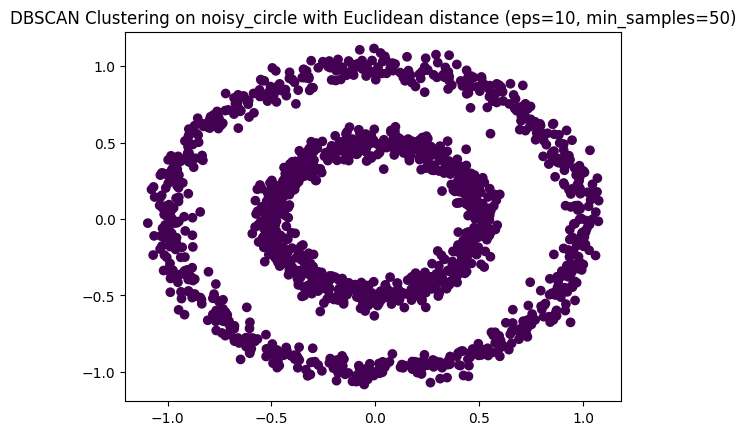 DBSCAN Clustering on noisy_circle with Euclidean distance (eps=10, min_samples=50)
1.0
0.5
0.0
−0.5
−1.0
−1.0 −0.5 0.0 0.5 1.0